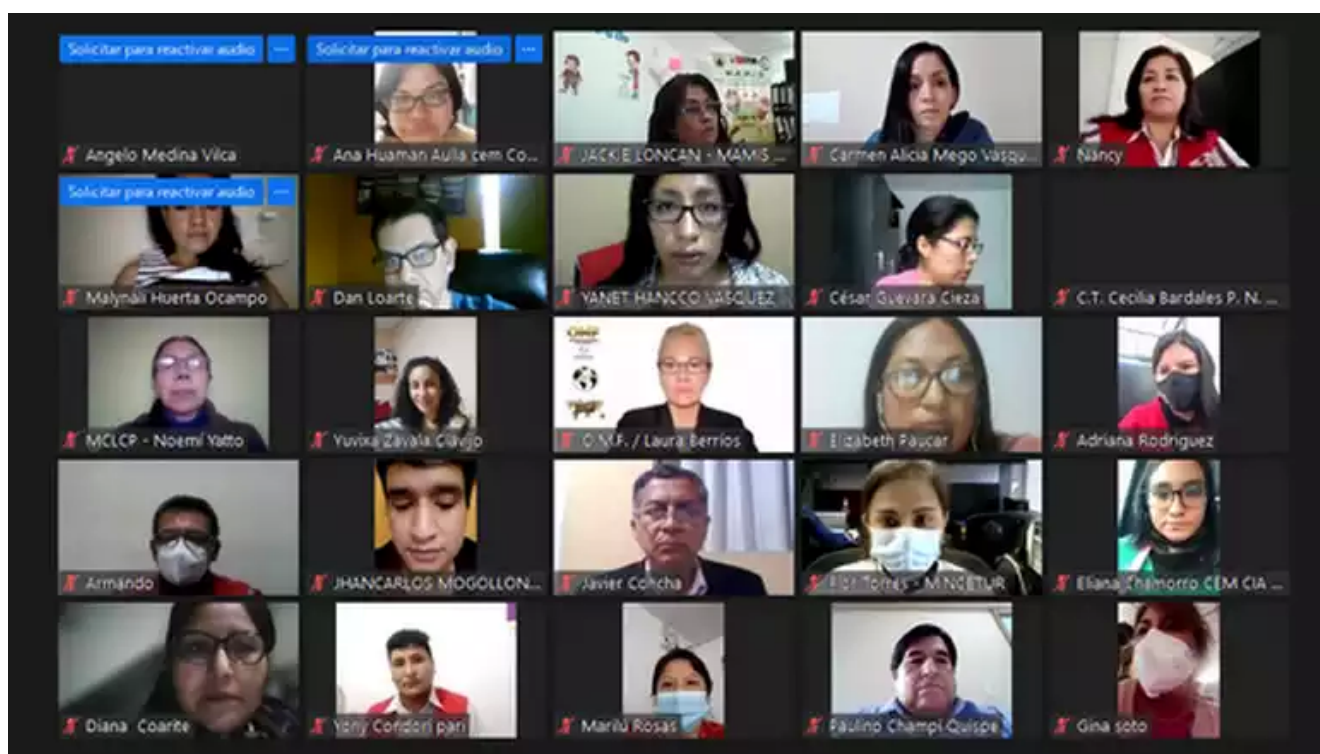 Solicitar para reactivar audio ... Solicitar para reactivar audio ...
Angelo Medina Vilca
Ana Huaman Aulla cem Co...
JACKIE LONCAN - MAMIS ...
Carmen Alicia Mego Vasqu...
Nancy
Solicitar para reactivar audio ...
Malynali Huerta Ocampo
Dan Loarte
YANET HANCCO VASQUEZ
César Guevara Cieza
C.T. Cecilia Bardales P. N. ...
MCLCP - Noemí Yatto
Yuvixa Zavala Clavijo
O.M.F. / Laura Berrios
Elizabeth Paucar
Adriana Rodriguez
Armando
JHANCARLOS MOGOLLON...
Javier Concha
Flor Torres - MINCETUR
Eliana Chamorro CEM CIA ...
Diana Coarite
Yony Condori pari
Marilú Rosas
Paulino Champi Quispe
Gina soto